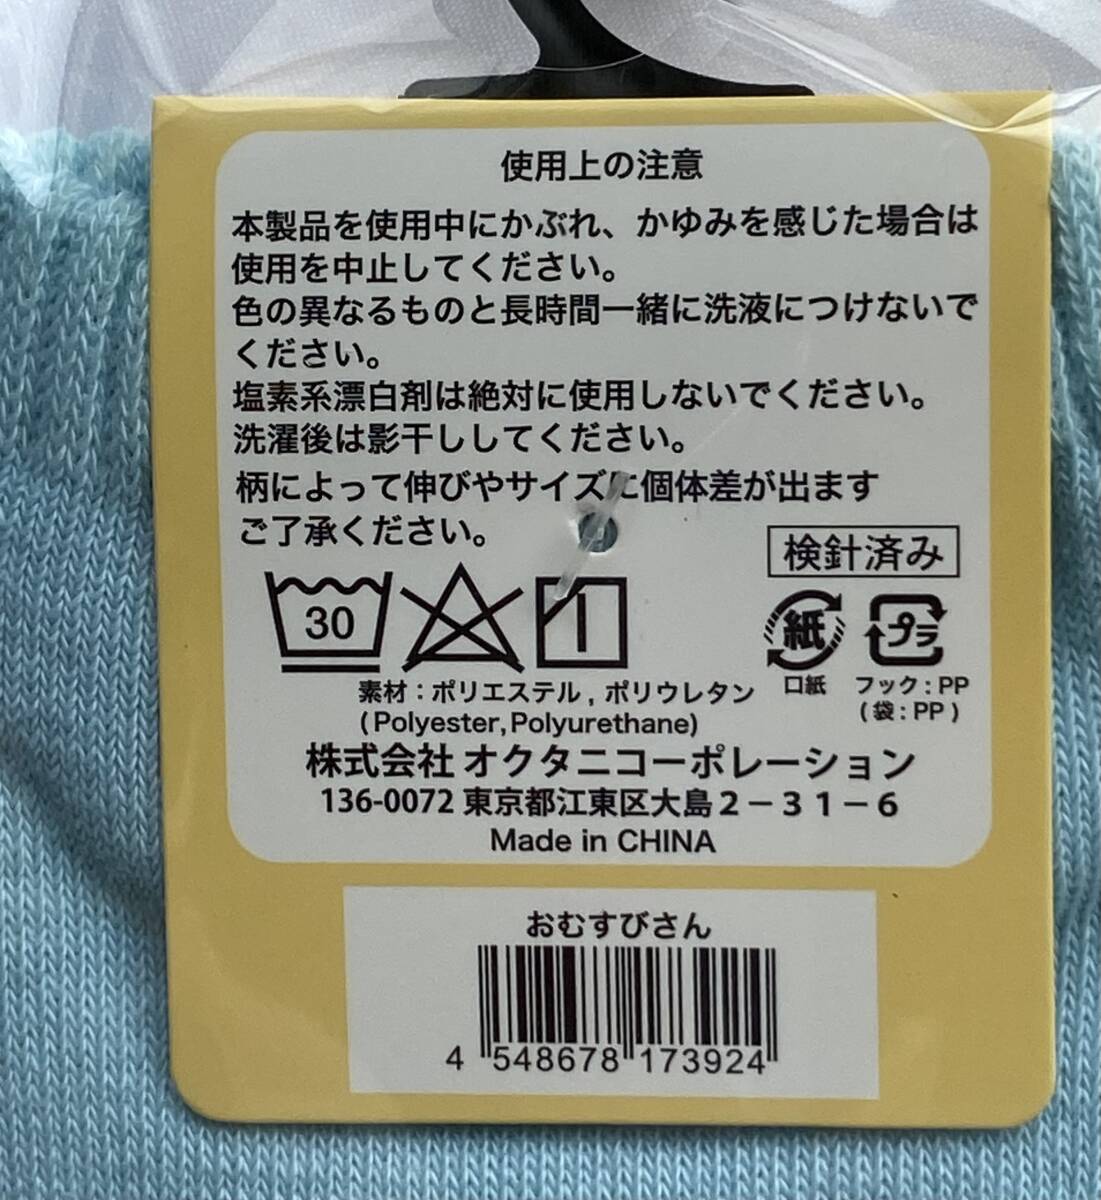 使用上の注意
本製品を使用中にかぶれ、かゆみを感じた場合は
使用を中止してください。
色の異なるものと長時間一緒に洗液につけないで
ください。
塩素系漂白剤は絶対に使用しないでください。
洗濯後は影干ししてください。
柄によって伸びやサイズに個体差が出ます
ご了承ください。
検針済み
30
紙
プラ
口紙
フック:PP
(袋:PP)
素材:ポリエステル,ポリウレタン
(Polyester,Polyurethane)
株式会社 オクタニコーポレーション
136-0072 東京都江東区大島2-31-6
Made in CHINA
おむすびさん
4 548678 173924